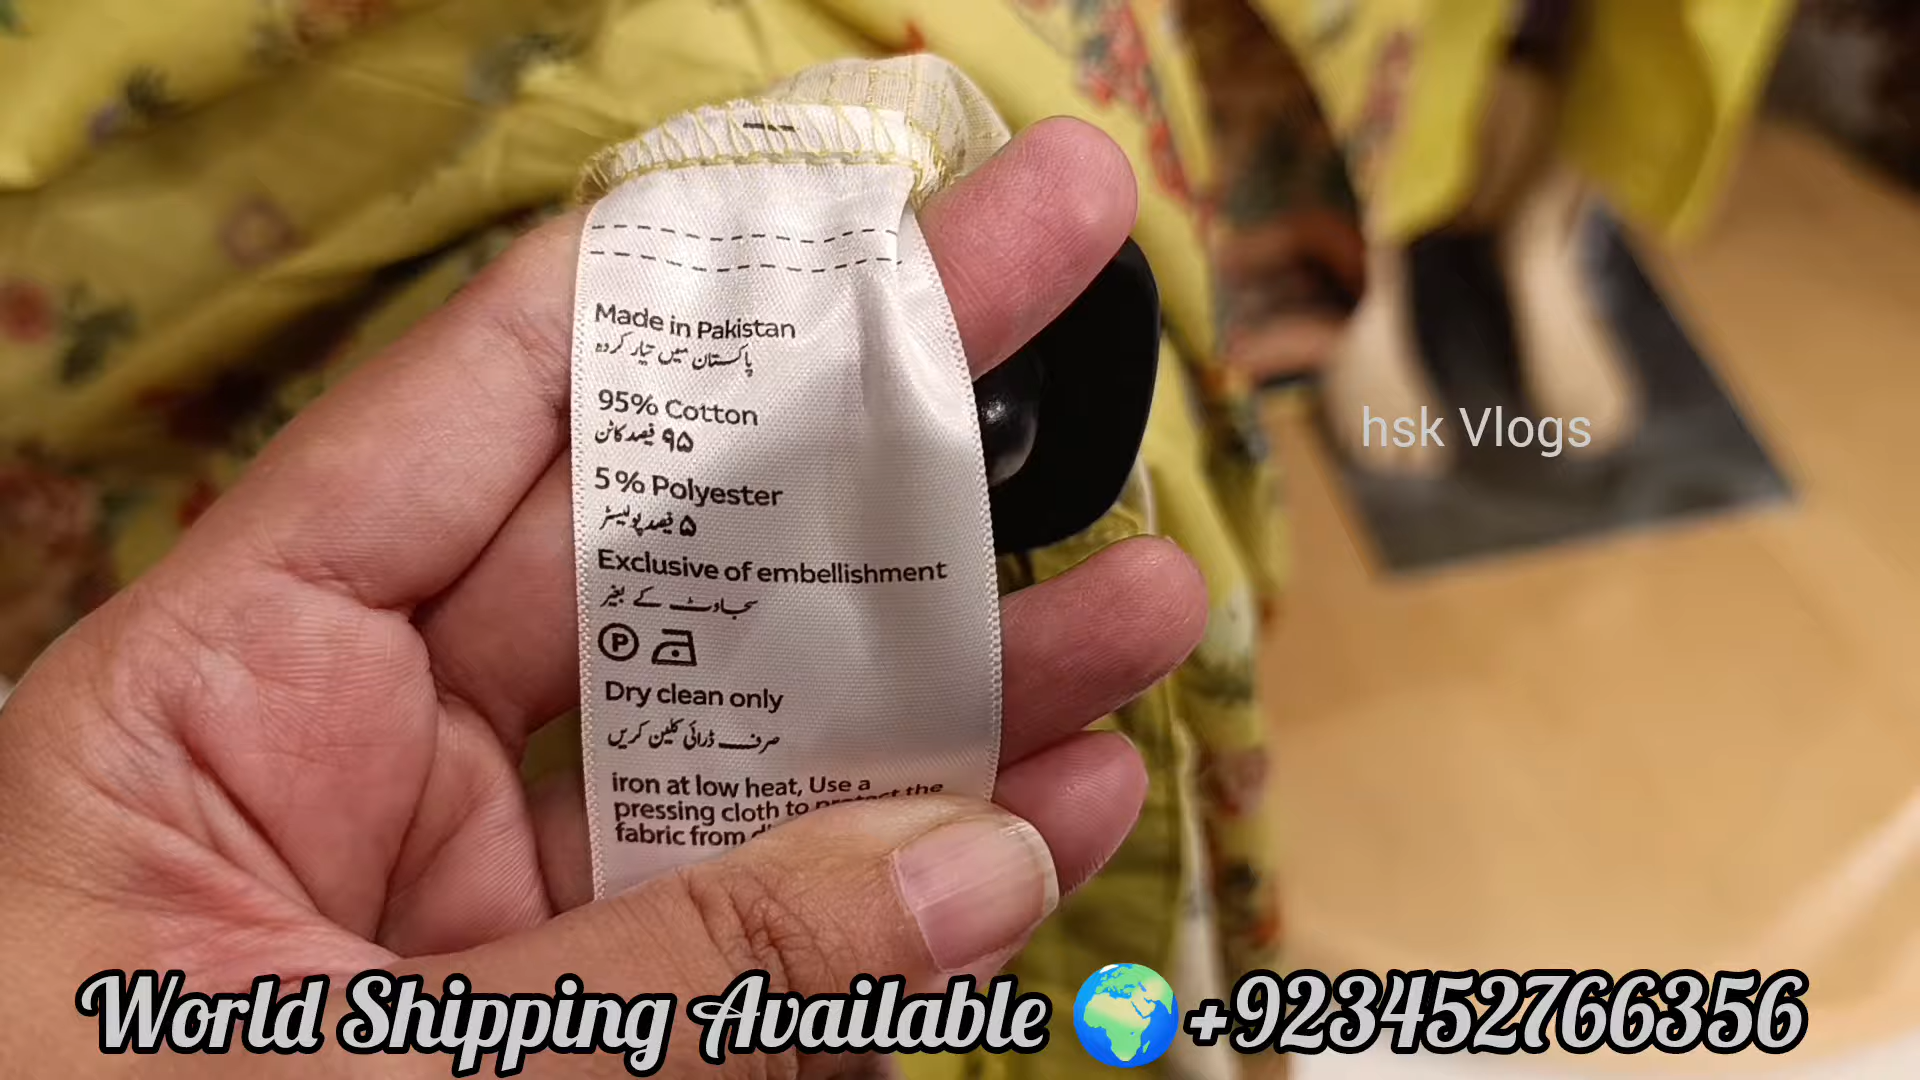 Made in Pakistan
پاکستان میں تیار کردہ
95% Cotton
۹۵ فیصد کاٹن
5% Polyester
۵ فیصد پولیسٹر
Exclusive of embellishment
سجاوٹ کے بغیر
P
Dry clean only
صرف ڈرائی کلین کریں
iron at low heat, Use a
pressing cloth to protect the
fabric from
hsk Vlogs
World Shipping Available 🌍+923452766356